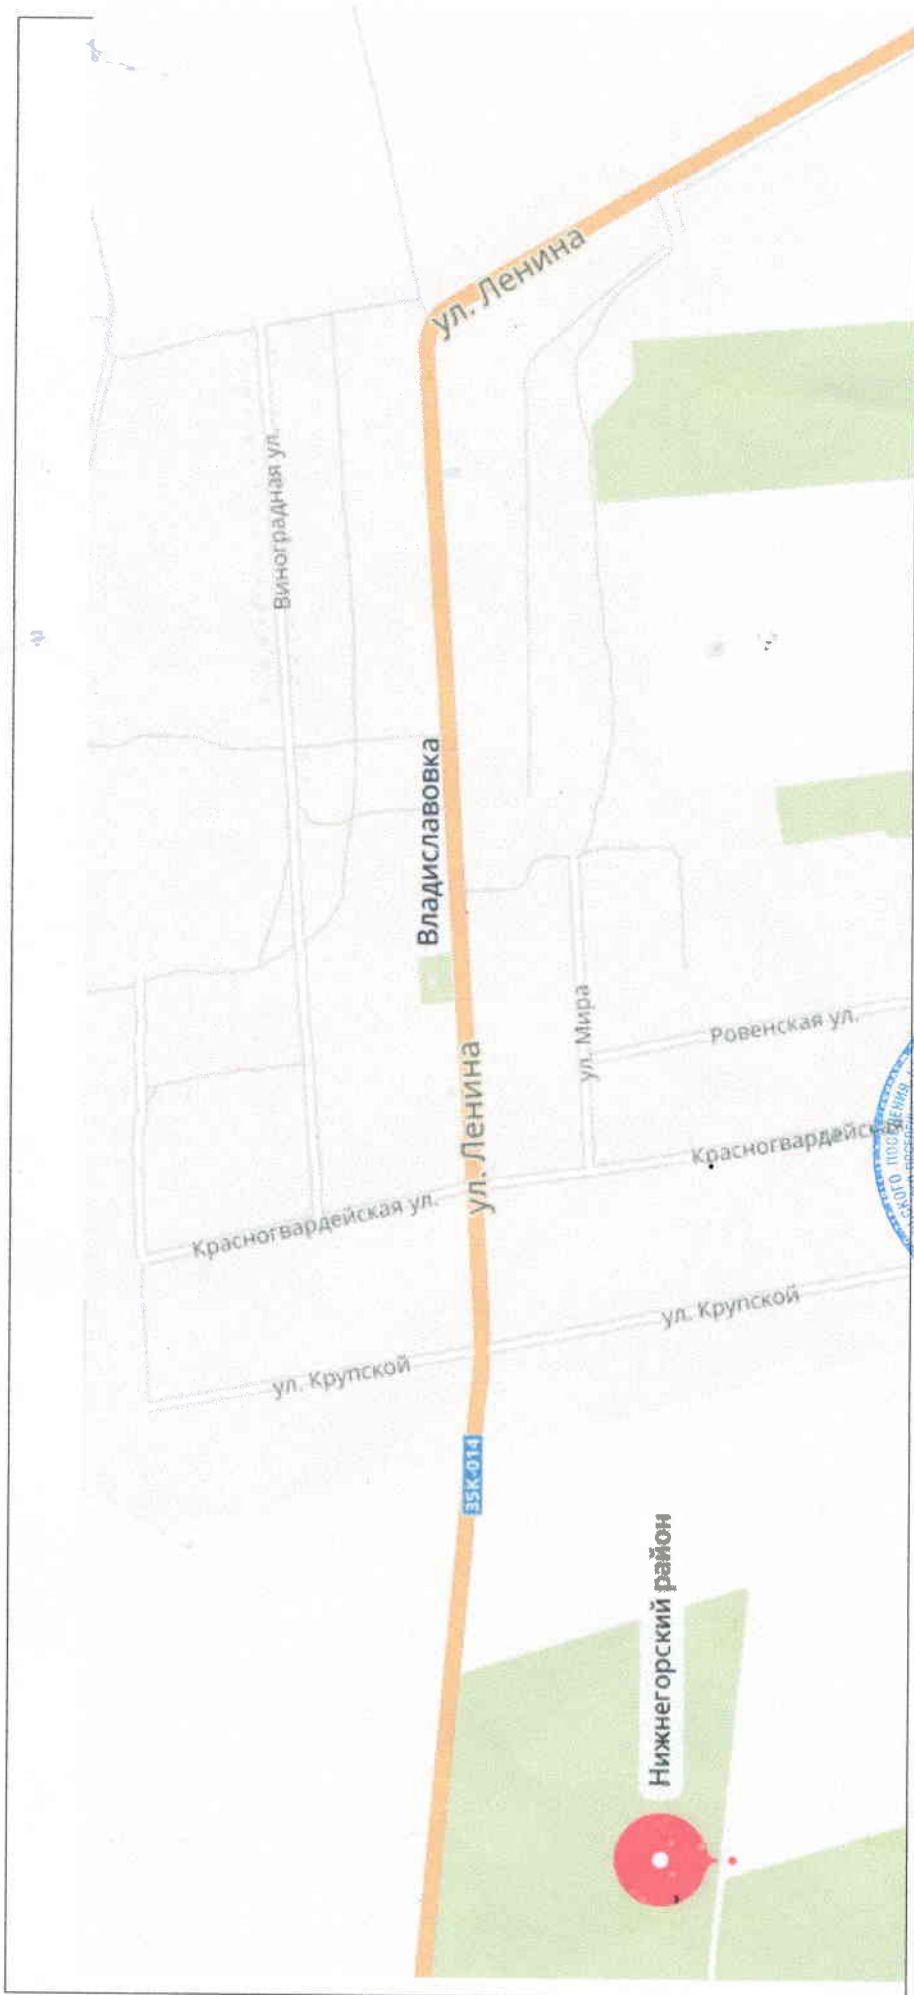 Виноградная ул.
ул. Ленина
Владиславовка
ул. Ленина
ул. Мира
Ровенская ул.
Красногвардейская ул.
Красногвардейская
ул. Крупской
ул. Крупской
35К-014
Нижнегорский район